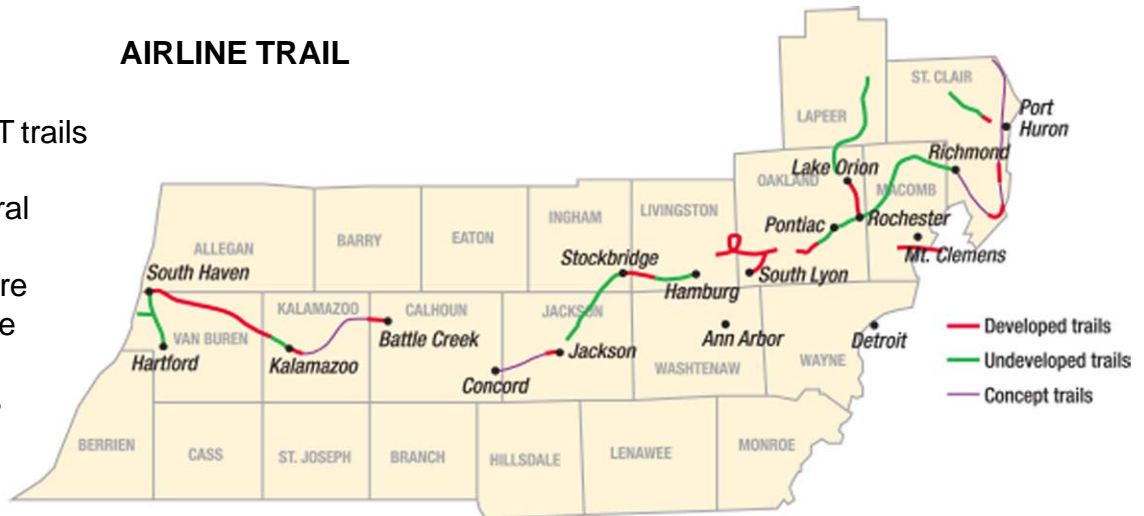 AIRLINE TRAIL
T trails
ral
re
e
ST. CLAIR
LAPEER
Port
Huron
Richmond
Lake Orion
OAKLAND
MACOMB
Pontiac
Rochester
Mt. Clemens
INGHAM
LIVINGSTON
EATON
BARRY
ALLEGAN
Stockbridge
South Lyon
Hamburg
South Haven
KALAMAZOO
CALHOUN
JACKSON
VAN BUREN
Battle Creek
Hartford
Kalamazoo
Concord
Jackson
Ann Arbor
WASHTENAW
WAYNE
Detroit
Developed trails
Undeveloped trails
Concept trails
BERRIEN
CASS
ST. JOSEPH
BRANCH
HILLSDALE
LENAWEE
MONROE